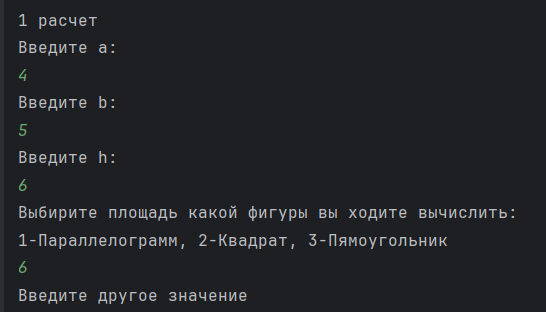 1 расчет
Введите a:
4
Введите b:
5
Введите h:
6
Выбирите площадь какой фигуры вы ходите вычислить:
1-Параллелограмм, 2-Квадрат, 3-Пямоугольник
6
Введите другое значение